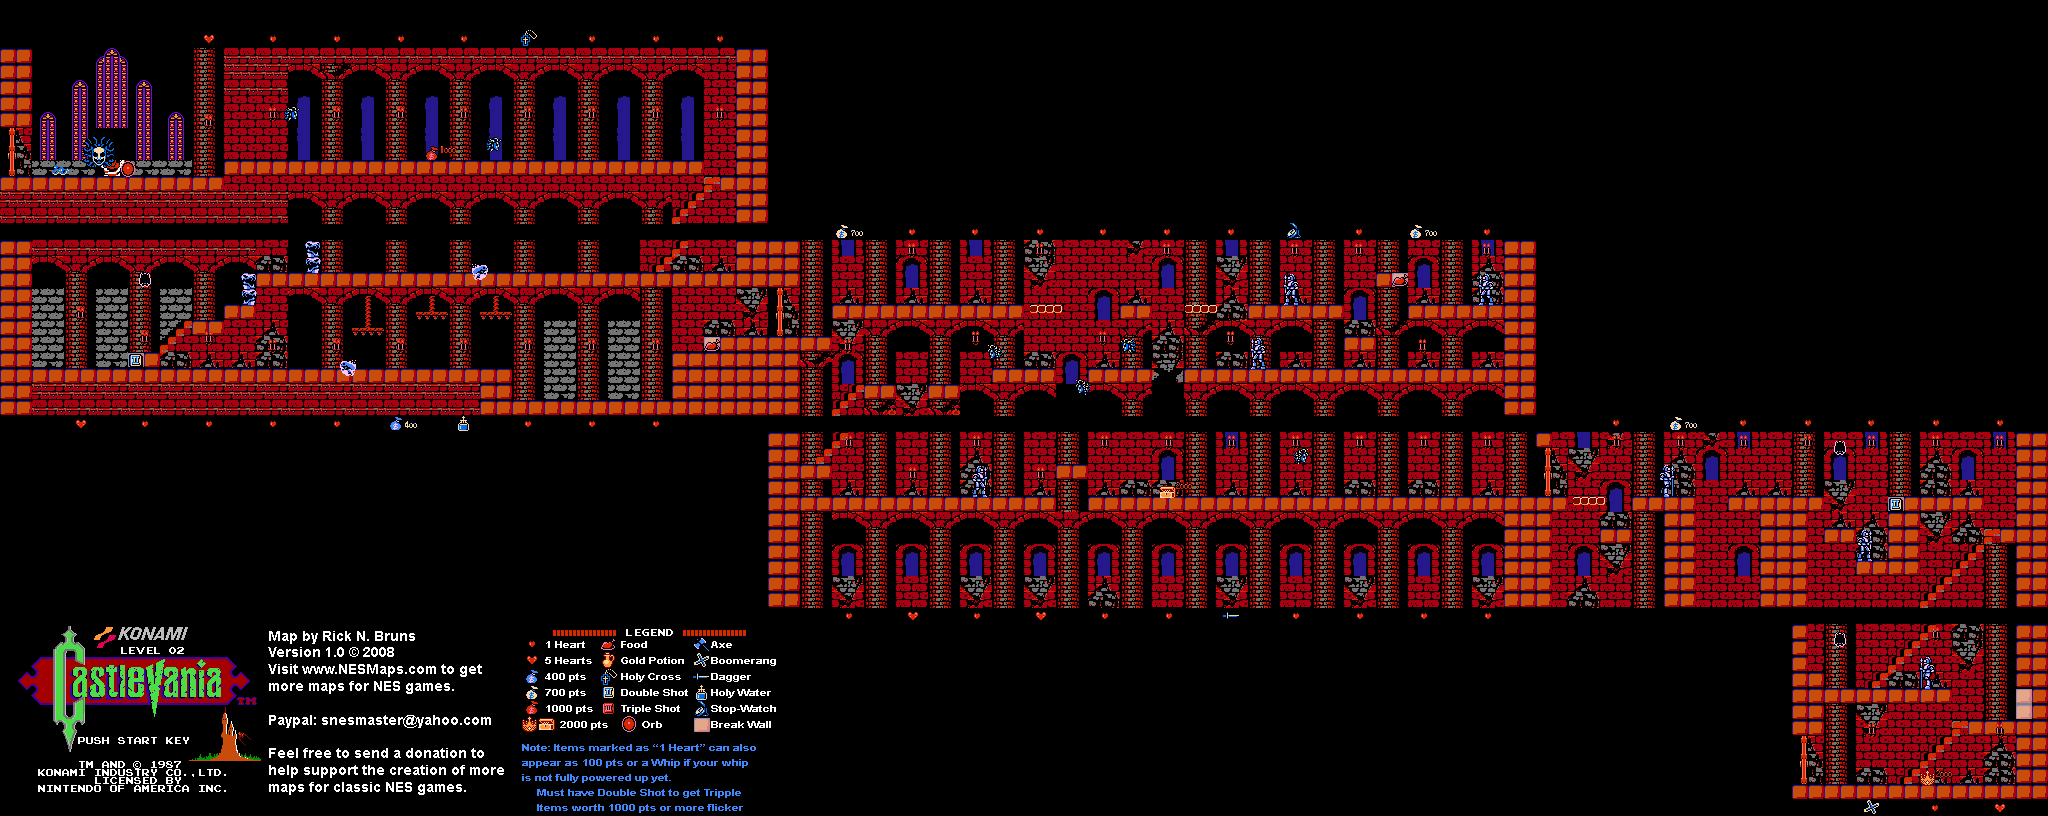 1000
700
700
400
700
KONAMI
LEVEL 02
Castlevania
TM
PUSH START KEY
TM AND © 1987
KONAMI INDUSTRY CO.,LTD.
LICENSED BY
NINTENDO OF AMERICA INC.
Map by Rick N. Bruns
Version 1.0 © 2008
Visit www.NESMaps.com to get
more maps for NES games.
Paypal: snesmaster@yahoo.com
Feel free to send a donation to
help support the creation of more
maps for classic NES games.
LEGEND
1 Heart Food Axe
5 Hearts Gold Potion Boomerang
400 pts Holy Cross Dagger
700 pts Double Shot Holy Water
1000 pts Triple Shot Stop-Watch
2000 pts Orb Break Wall
Note: Items marked as “1 Heart” can also
appear as 100 pts or a Whip if your whip
is not fully powered up yet.
Must have Double Shot to get Tripple
Items worth 1000 pts or more flicker